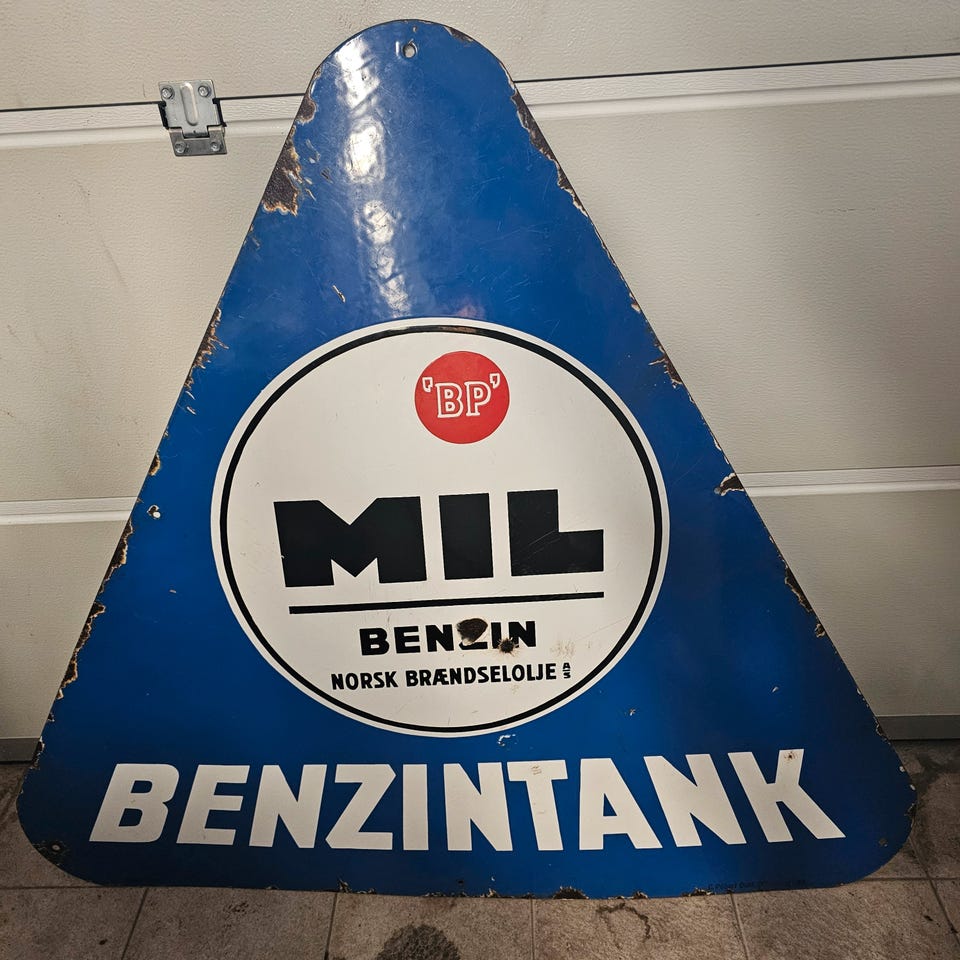 'BP'
MIL
BENZIN
NORSK BRÆNDSELOLJE A/S
BENZINTANK